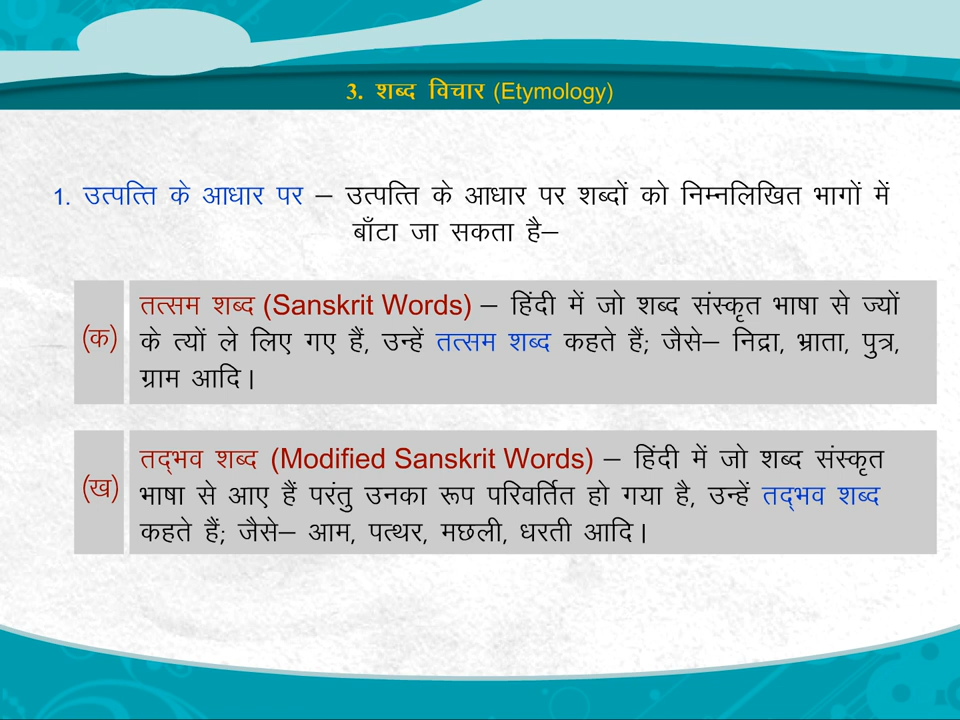 3. शब्द विचार (Etymology)
1. उत्पत्ति के आधार पर – उत्पत्ति के आधार पर शब्दों को निम्नलिखित भागों में
बाँटा जा सकता है–
तत्सम शब्द (Sanskrit Words) – हिंदी में जो शब्द संस्कृत भाषा से ज्यों
(क)
के त्यों ले लिए गए हैं, उन्हें तत्सम शब्द कहते हैं; जैसे– निद्रा, भ्राता, पुत्र,
ग्राम आदि।
तद्‌भव शब्द (Modified Sanskrit Words) – हिंदी में जो शब्द संस्कृत
(ख)
भाषा से आए हैं परंतु उनका रूप परिवर्तित हो गया है, उन्हें तद्‌भव शब्द
कहते हैं; जैसे– आम, पत्थर, मछली, धरती आदि।